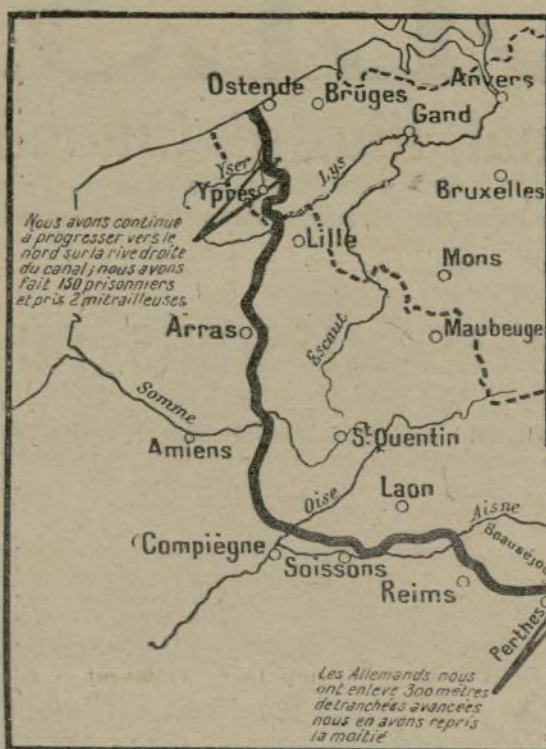 Ostende
Bruges
Anvers
Gand
Yser
Ypres
Lys
Bruxelles
Nous avons continué
à progresser vers le
nord sur la rive droite
du canal; nous avons
fait 150 prisonniers
et pris 2 mitrailleuses
Lille
Mons
Arras
Escaut
Maubeuge
Somme
Amiens
St Quentin
Oise
Laon
Aisne
Compiègne
Soissons
Reims
Beauséjou
Perthes
Les Allemands nous
ont enlevé 300 mètres
de tranchées avancées
nous en avons repris
la moitié